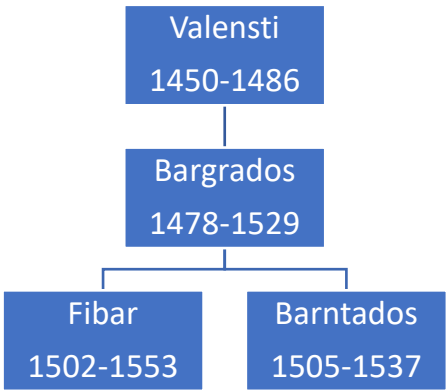 Valensti
1450-1486
Bargrados
1478-1529
Fibar
1502-1553
Barntados
1505-1537